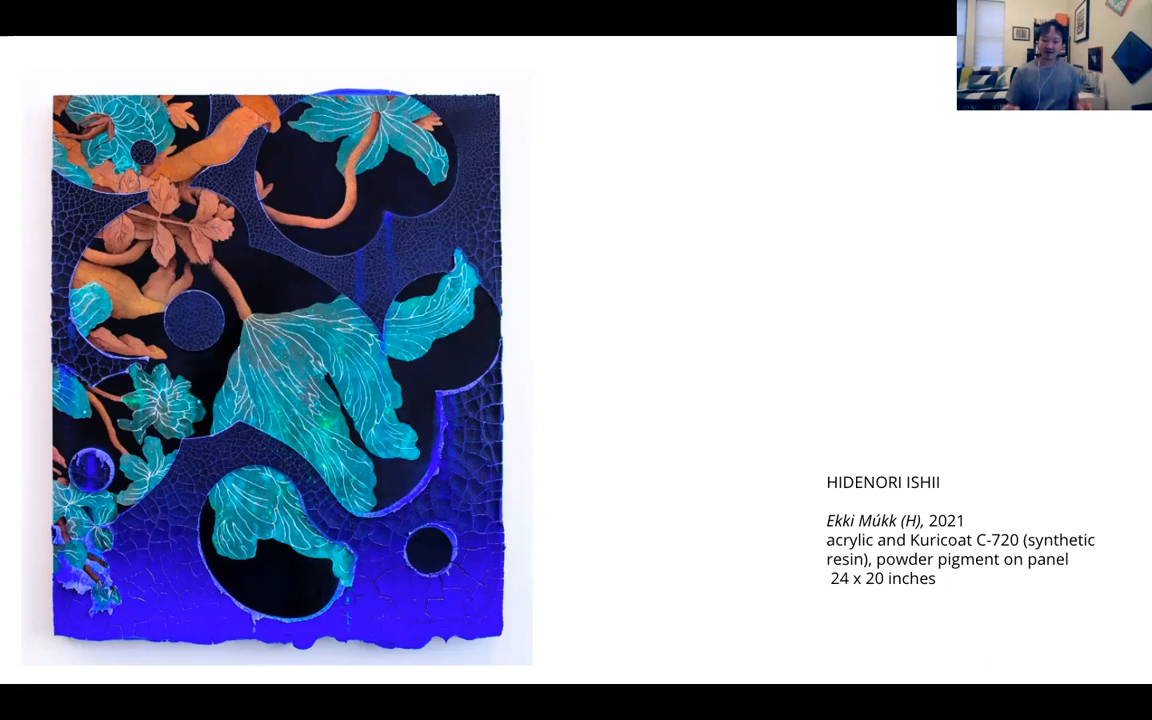 HIDENORI ISHII
Ekki Múkk (H), 2021
acrylic and Kuricoat C-720 (synthetic
resin), powder pigment on panel
24 x 20 inches